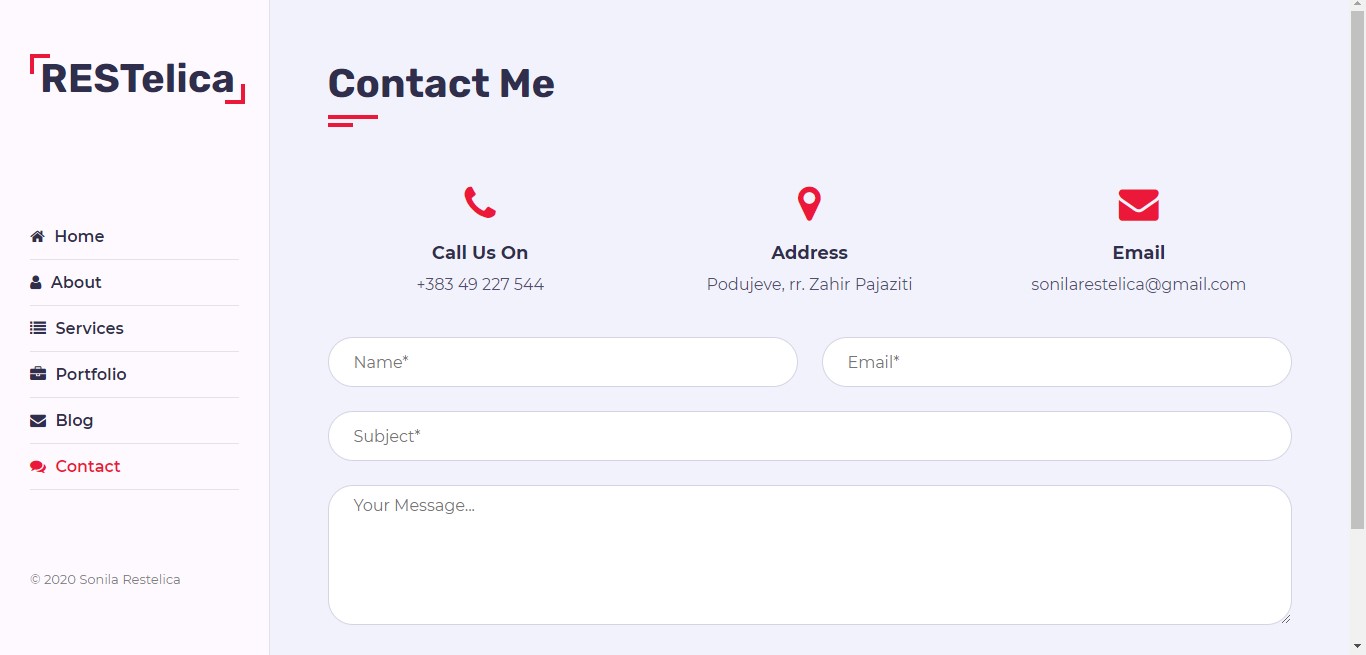 RESTelica
Home
About
Services
Portfolio
Blog
Contact
© 2020 Sonila Restelica
Contact Me
Call Us On
+383 49 227 544
Address
Podujeve, rr. Zahir Pajaziti
Email
sonilarestelica@gmail.com
Name*
Email*
Subject*
Your Message...